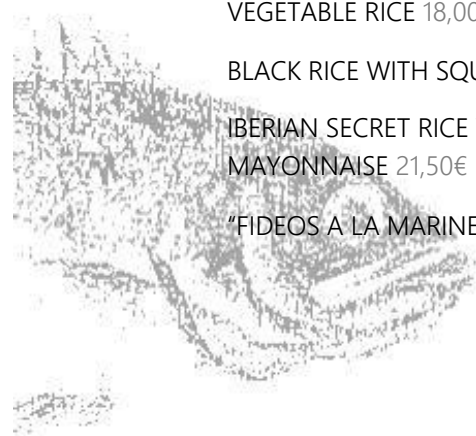 VEGETABLE RICE 18,00
BLACK RICE WITH
IBERIAN SECRET RICE
MAYONNAISE 21,50€
"FIDEOS A LA